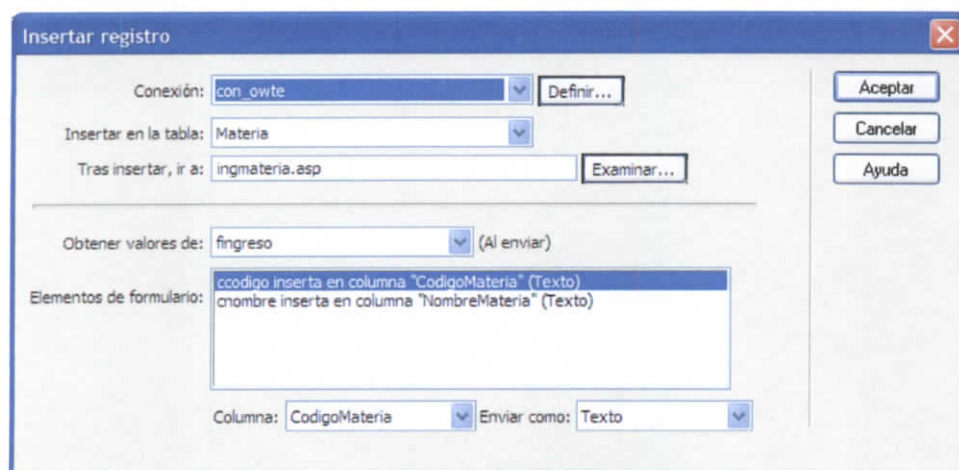 Insertar registro
Conexión: con_owte Definir... Aceptar
Insertar en la tabla: Materia Cancelar
Tras insertar, ir a: ingmateria.asp Examinar... Ayuda
Obtener valores de: fingreso (Al enviar)
Elementos de formulario: ccodigo inserta en columna "CodigoMateria" (Texto)
cnombre inserta en columna "NombreMateria" (Texto)
Columna: CodigoMateria Enviar como: Texto